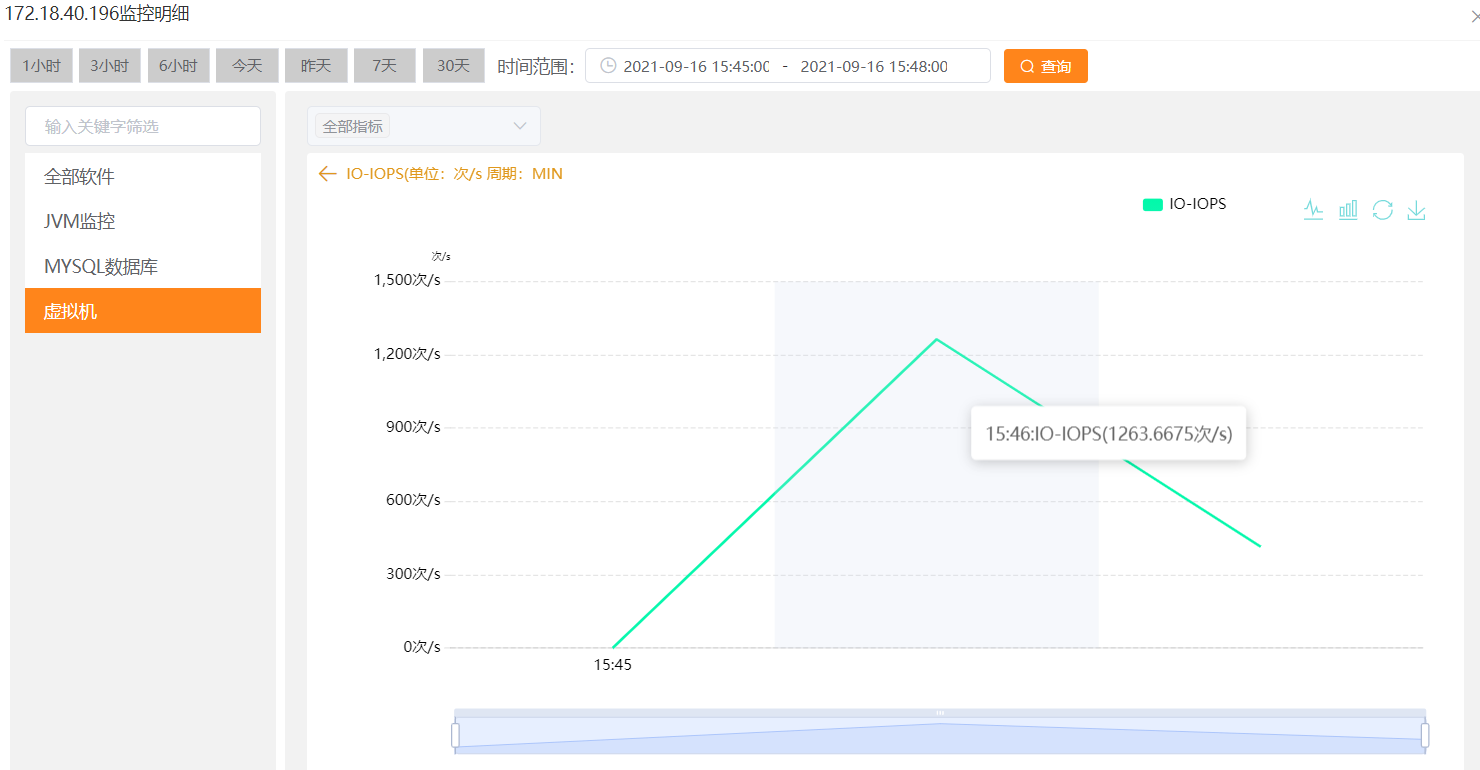 172.18.40.196监控明细
1小时 3小时 6小时 今天 昨天 7天 30天 时间范围： 2021-09-16 15:45:00 - 2021-09-16 15:48:00 查询
输入关键字筛选
全部软件
JVM监控
MYSQL数据库
虚拟机
全部指标
IO-IOPS(单位：次/s 周期：MIN
IO-IOPS
次/s
1,500次/s
1,200次/s
900次/s
15:46:IO-IOPS(1263.6675次/s)
600次/s
300次/s
0次/s
15:45